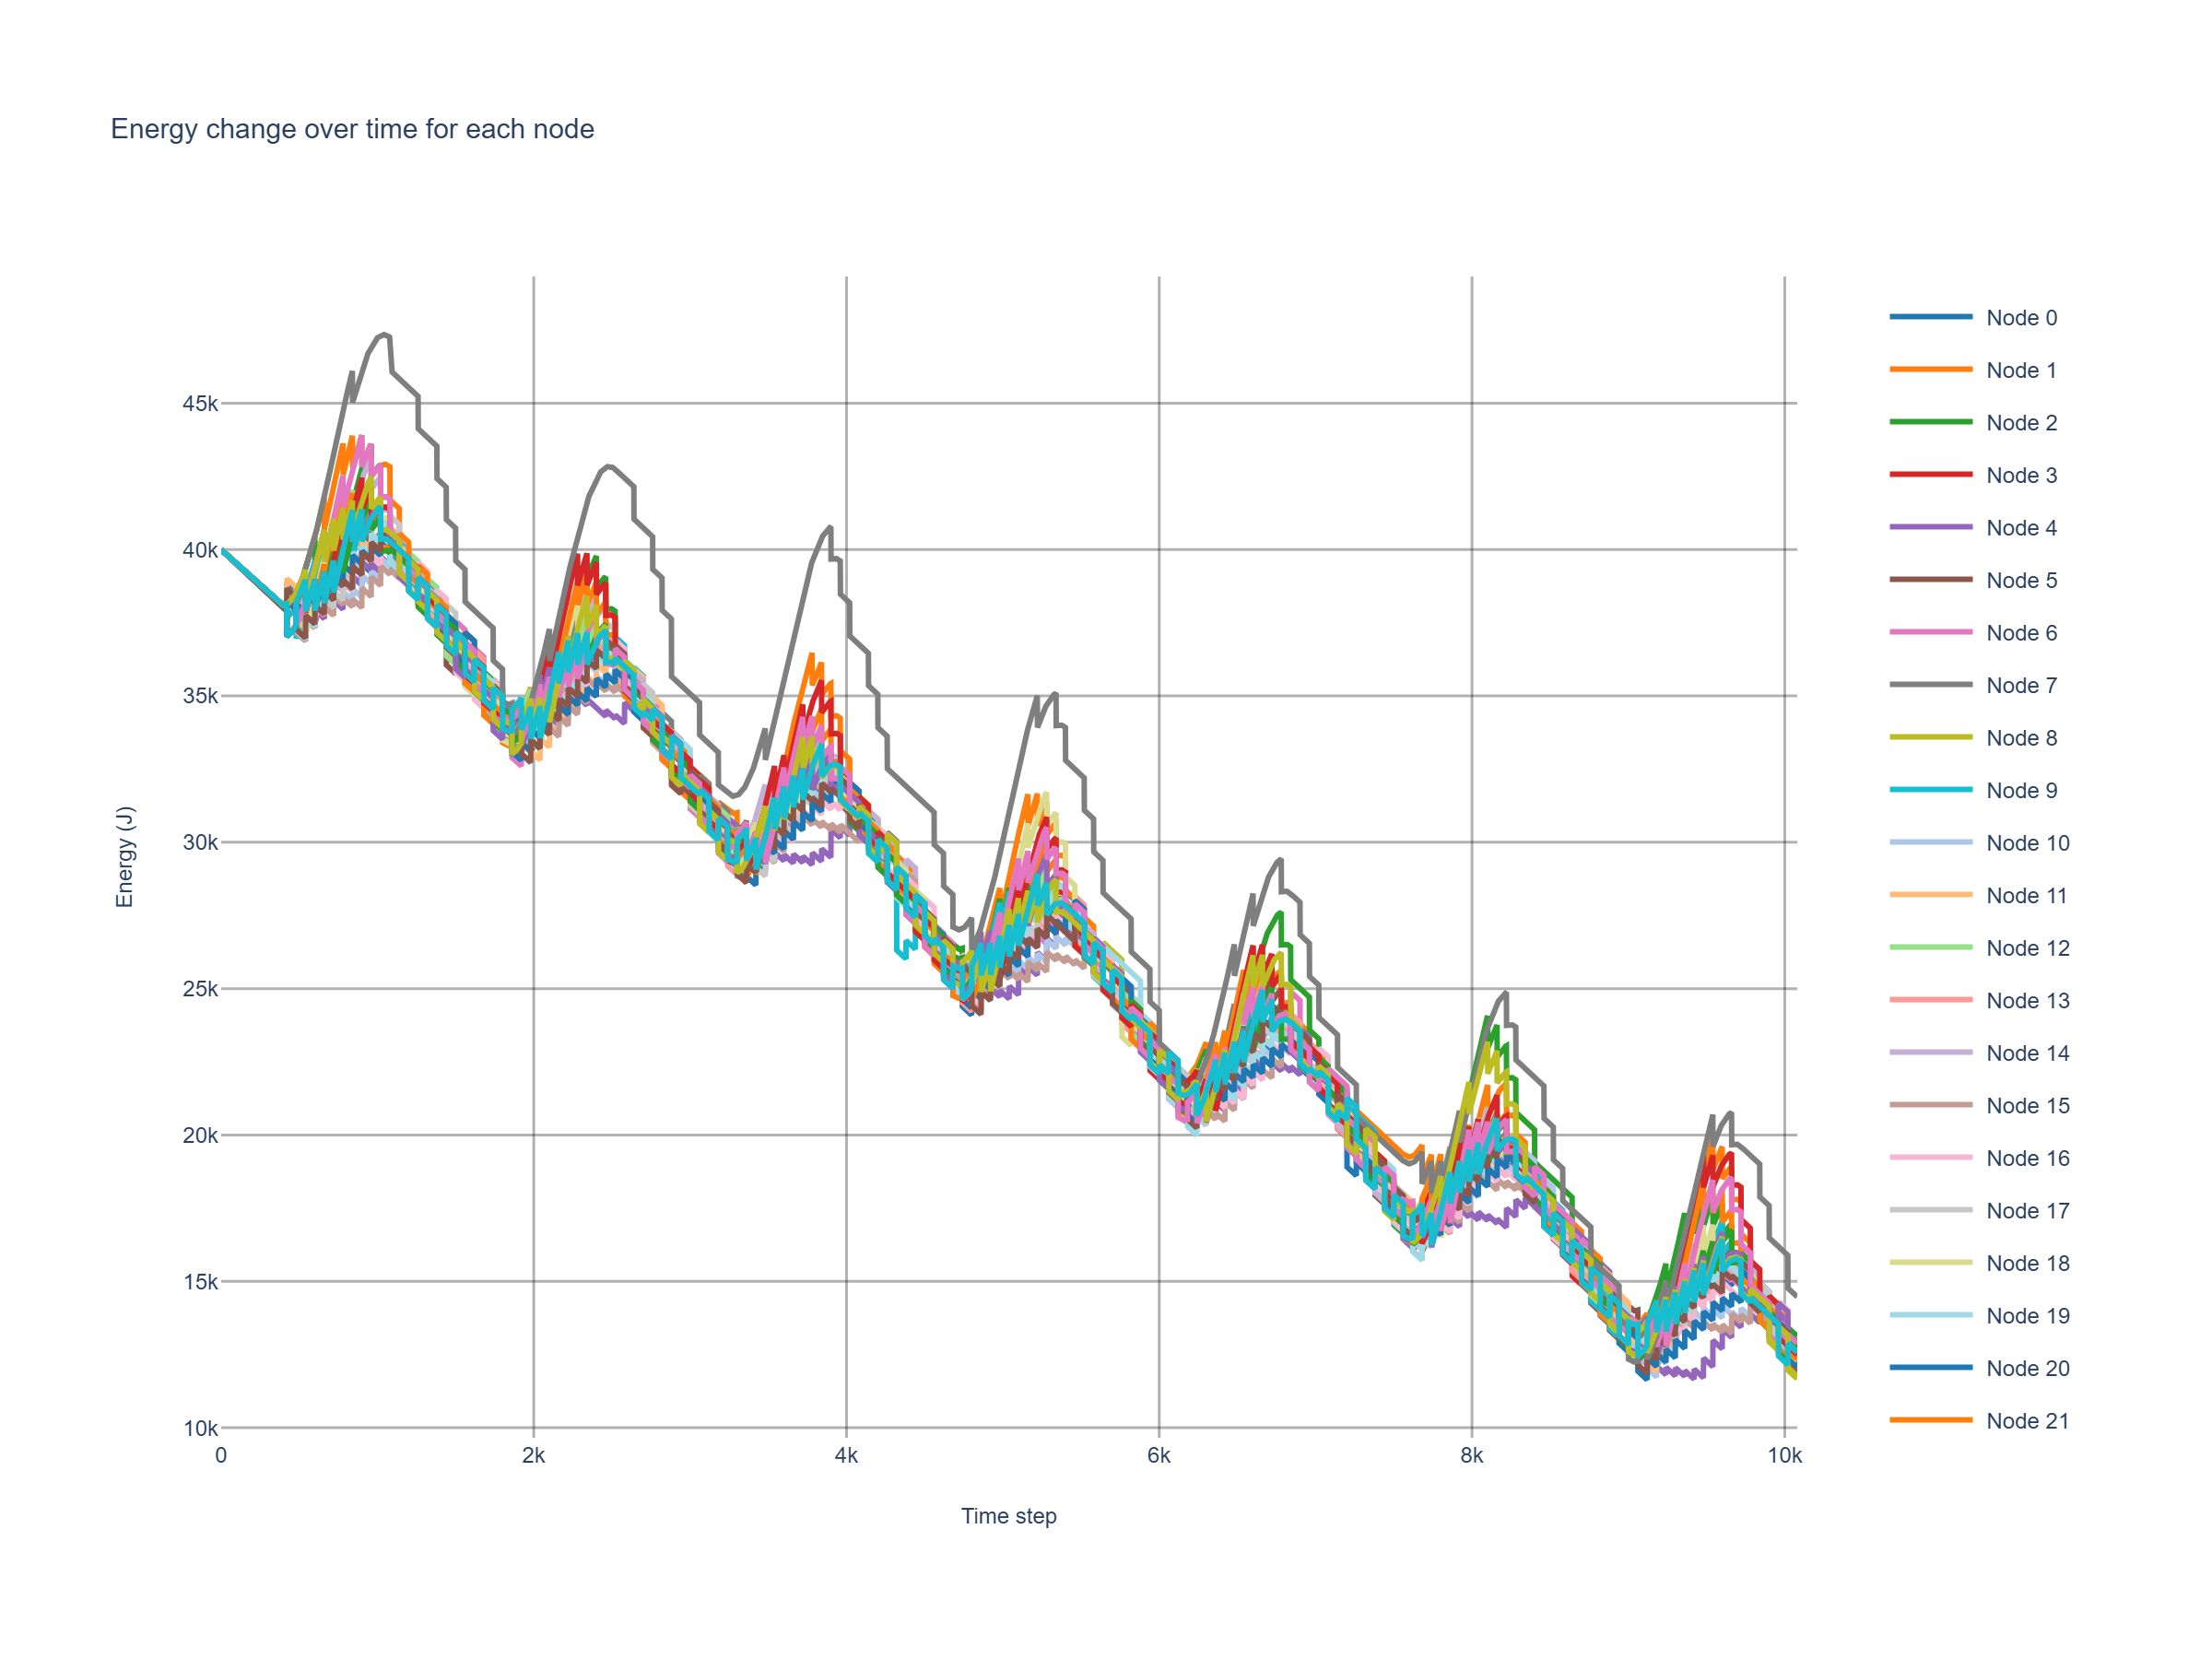 Energy change over time for each node
45k
40k
35k
30k
25k
20k
15k
10k
0
2k
4k
6k
8k
10k
Energy (J)
Time step
Node 0
Node 1
Node 2
Node 3
Node 4
Node 5
Node 6
Node 7
Node 8
Node 9
Node 10
Node 11
Node 12
Node 13
Node 14
Node 15
Node 16
Node 17
Node 18
Node 19
Node 20
Node 21